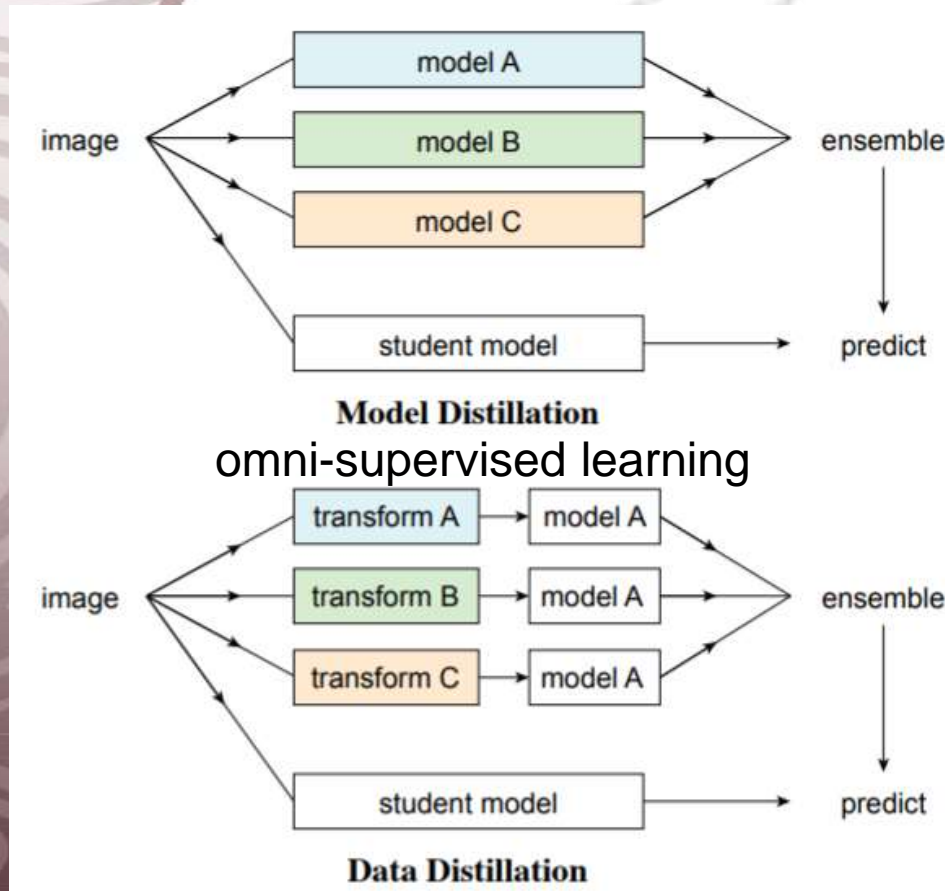 model A
image
model B
ensemble
model C
student model
predict
Model Distillation
omni-supervised learning
transform A
model A
image
transform B
model A
ensemble
transform C
model A
student model
predict
Data Distillation